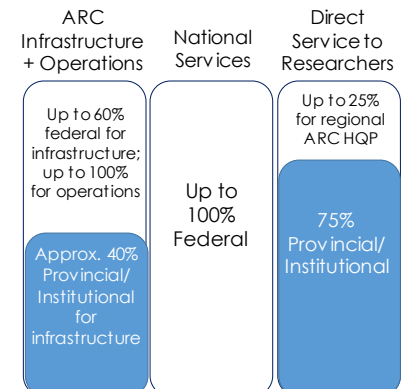 ARC
Infrastructure
+ Operations
National
Services
Direct
Service to
Researchers
Up to 60%
federal for
infrastructure;
up to 100%
for operations
Approx. 40%
Provincial/
Institutional
for
infrastructure
Up to
100%
Federal
Up to 25%
for regional
ARC HQP
75%
Provincial/
Institutional